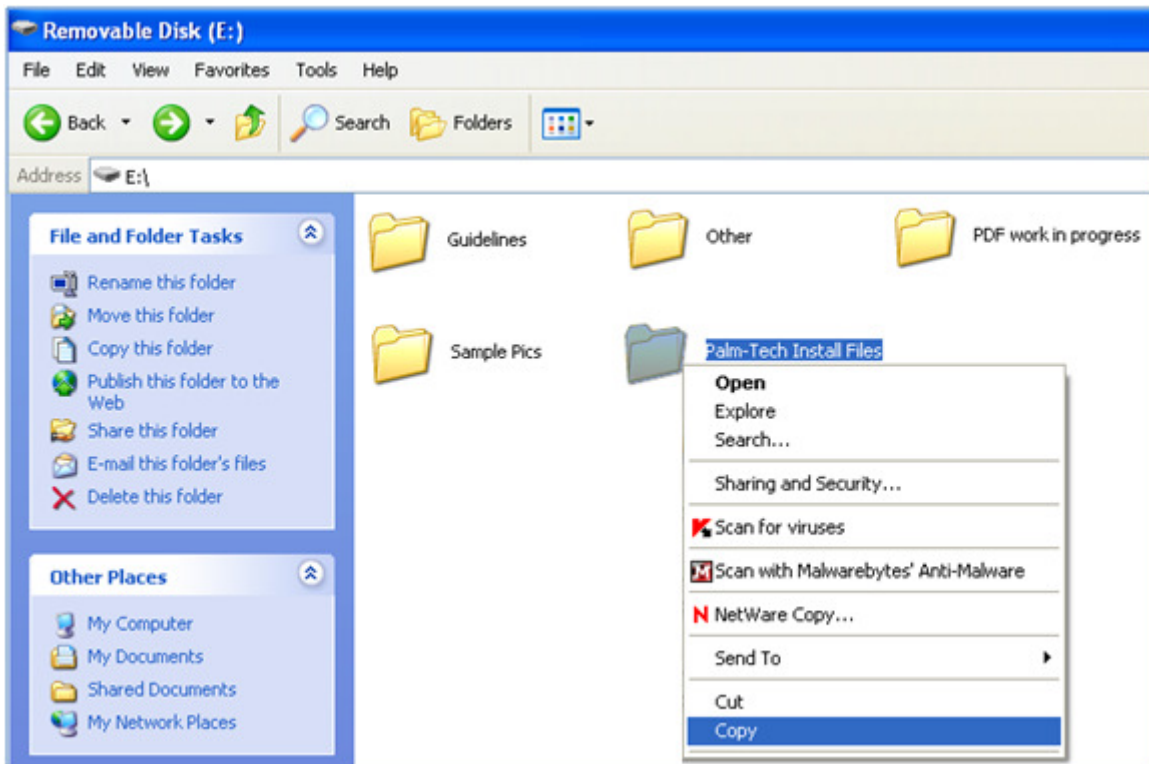 Removable Disk (E:)
File Edit View Favorites Tools Help
Back Search Folders
Address E:\
File and Folder Tasks
Rename this folder
Move this folder
Copy this folder
Publish this folder to the
Web
Share this folder
E-mail this folder's files
Delete this folder
Other Places
My Computer
My Documents
Shared Documents
My Network Places
Guidelines
Other
PDF work in progress
Sample Pics
Palm-Tech Install Files
Open
Explore
Search...
Sharing and Security...
Scan for viruses
Scan with Malwarebytes' Anti-Malware
NetWare Copy...
Send To
Cut
Copy